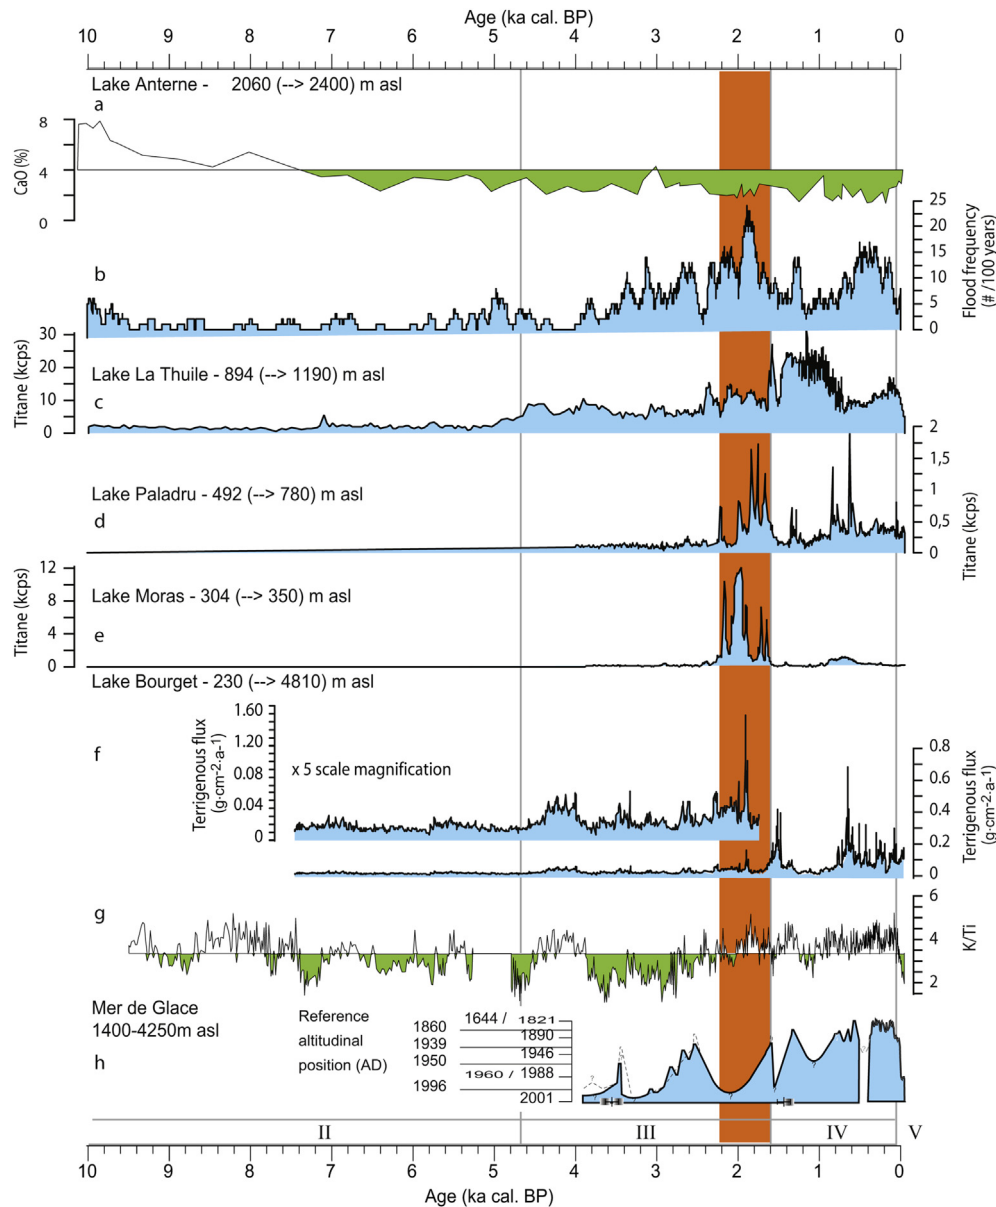 Age (ka cal. BP)
10 9 8 7 6 5 4 3 2 1 0
Lake Anterne - 2060 (--> 2400) m asl
a
8
4
0
CaO (%)
25
20
15
10
5
0
Flood frequency
(# /100 years)
b
30
20
10
0
Titane (kcps)
Lake La Thuile - 894 (--> 1190) m asl
c
2
1,5
1
0,5
0
Titane (kcps)
Lake Paladru - 492 (--> 780) m asl
d
12
8
4
0
Titane (kcps)
Lake Moras - 304 (--> 350) m asl
e
Lake Bourget - 230 (--> 4810) m asl
f
1.60
1.20
0.08
0.04
0
Terrigenous flux
(g·cm-2·a-1)
x 5 scale magnification
0.8
0.6
0.4
0.2
0
Terrigenous flux
(g·cm-2·a-1)
g
6
4
2
K/Ti
Mer de Glace
1400-4250m asl
h
Reference
altitudinal
position (AD)
1644 / 1821
1860
1890
1939
1946
1950
1960 / 1988
1996
2001
II III IV V
10 9 8 7 6 5 4 3 2 1 0
Age (ka cal. BP)